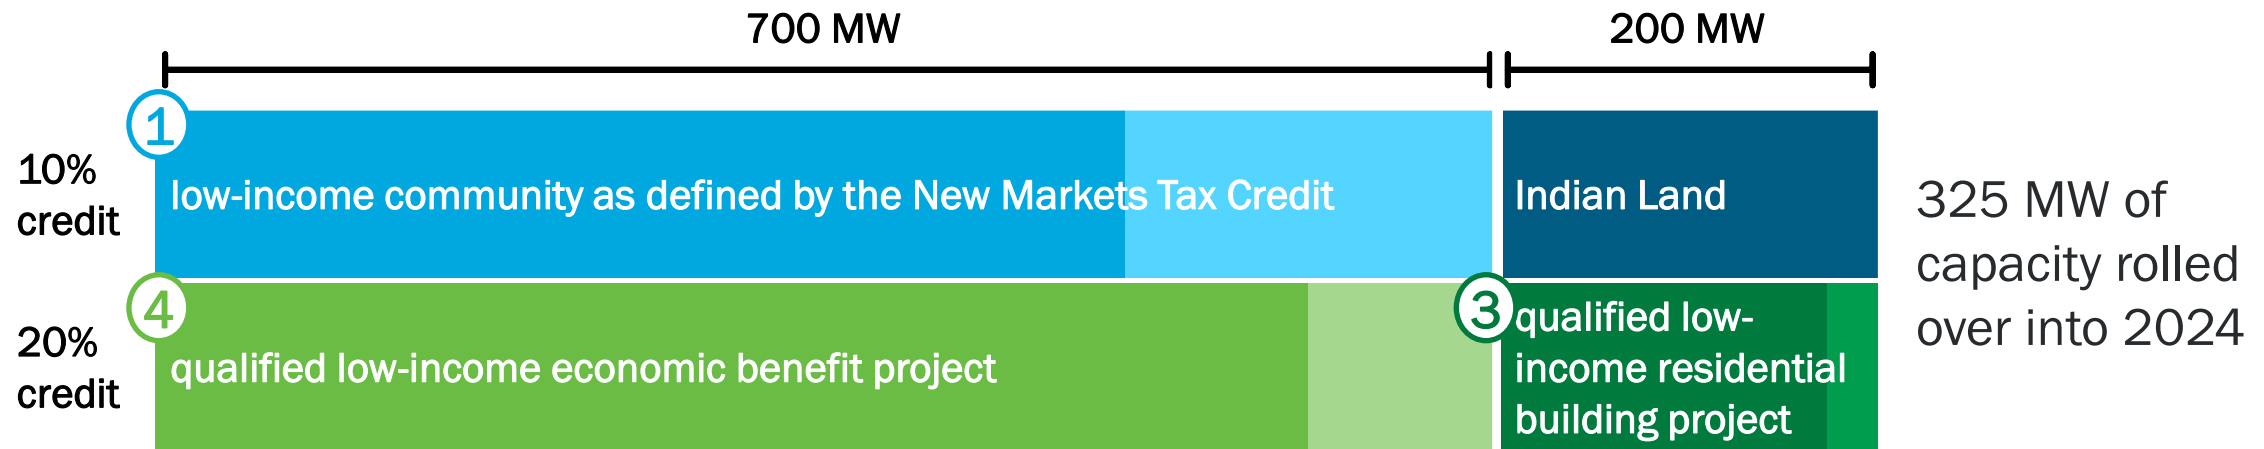 700 MW
200 MW
1
10%
credit
low-income community as defined by the New Markets Tax Credit
Indian Land
4
20%
credit
qualified low-income economic benefit project
3
qualified low-
income residential
building project
325 MW of
capacity rolled
over into 2024